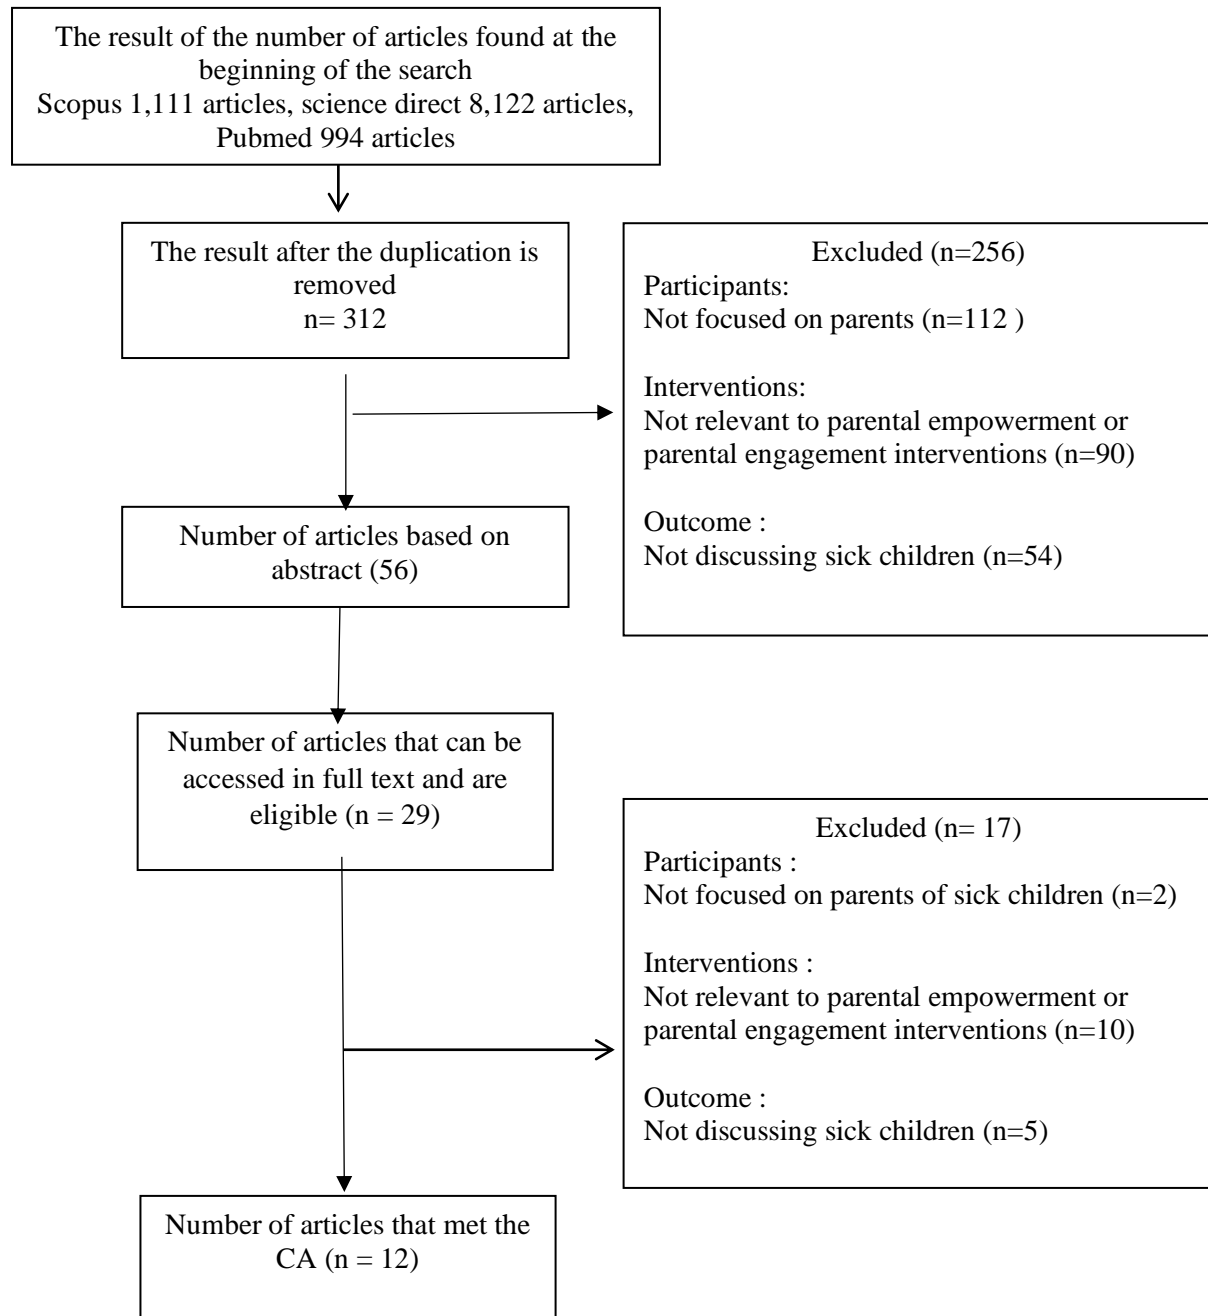 The result of the number of articles found at the
beginning of the search
Scopus 1,111 articles, science direct 8,122 articles,
Pubmed 994 articles
The result after the duplication is
removed
n= 312
Excluded (n=256)
Participants:
Not focused on parents (n=112 )
Interventions:
Not relevant to parental empowerment or
parental engagement interventions (n=90)
Outcome :
Not discussing sick children (n=54)
Number of articles based on
abstract (56)
Number of articles that can be
accessed in full text and are
eligible (n = 29)
Excluded (n= 17)
Participants :
Not focused on parents of sick children (n=2)
Interventions :
Not relevant to parental empowerment or
parental engagement interventions (n=10)
Outcome :
Not discussing sick children (n=5)
Number of articles that met the
CA (n = 12)